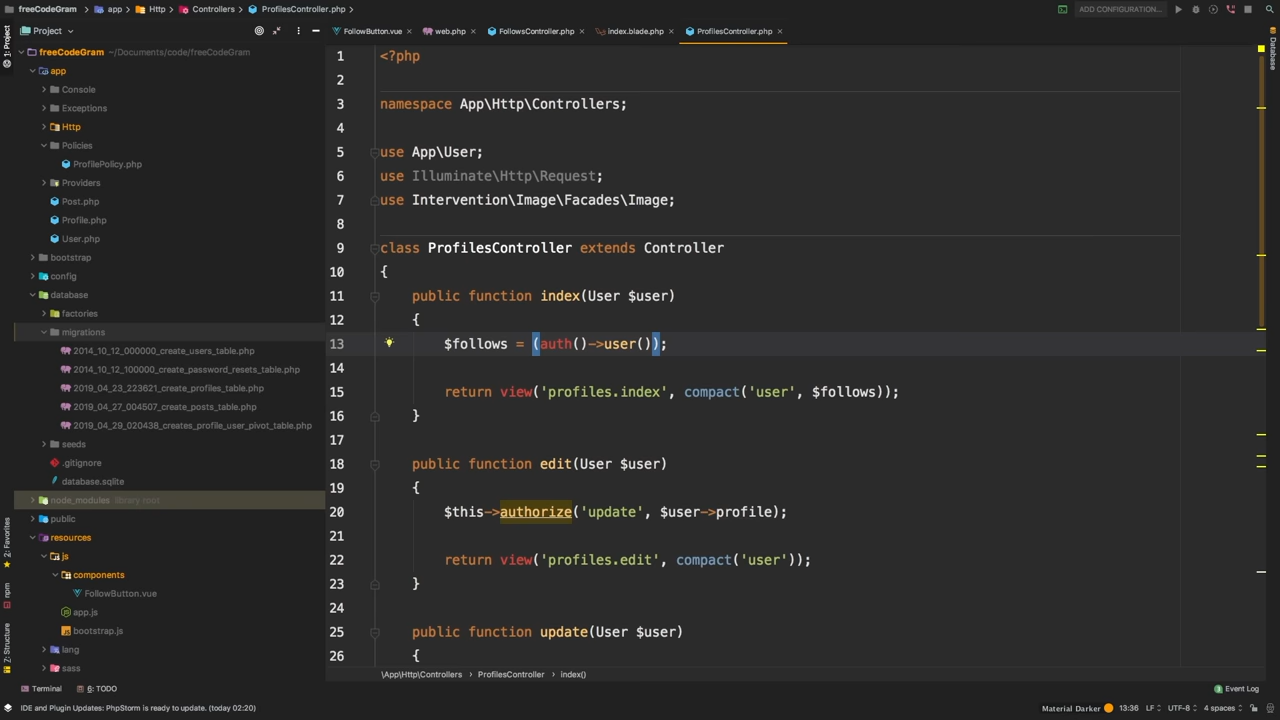 freeCodeGram > app > Http > Controllers > ProfilesController.php >
ADD CONFIGURATION...
Project
FollowButton.vue × web.php × FollowsController.php × index.blade.php × ProfilesController.php ×
1: Project
freeCodeGram ~/Documents/code/freeCodeGram
app
Console
Exceptions
Http
Policies
ProfilePolicy.php
Providers
Post.php
Profile.php
User.php
bootstrap
config
database
factories
migrations
2014_10_12_000000_create_users_table.php
2014_10_12_100000_create_password_resets_table.php
2019_04_23_223621_create_profiles_table.php
2019_04_27_004507_create_posts_table.php
2019_04_29_020438_creates_profile_user_pivot_table.php
seeds
.gitignore
database.sqlite
node_modules library root
public
resources
js
components
FollowButton.vue
app.js
bootstrap.js
lang
sass
2: Favorites
npm
7: Structure
1 <?php
2
3 namespace App\Http\Controllers;
4
5 use App\User;
6 use Illuminate\Http\Request;
7 use Intervention\Image\Facades\Image;
8
9 class ProfilesController extends Controller
10 {
11 public function index(User $user)
12 {
13 $follows = (auth()->user());
14
15 return view('profiles.index', compact('user', $follows));
16 }
17
18 public function edit(User $user)
19 {
20 $this->authorize('update', $user->profile);
21
22 return view('profiles.edit', compact('user'));
23 }
24
25 public function update(User $user)
26 {
Database
\App\Http\Controllers > ProfilesController > index()
Terminal 6: TODO
3 Event Log
IDE and Plugin Updates: PhpStorm is ready to update. (today 02:20)
Material Darker 13:36 LF UTF-8 4 spaces